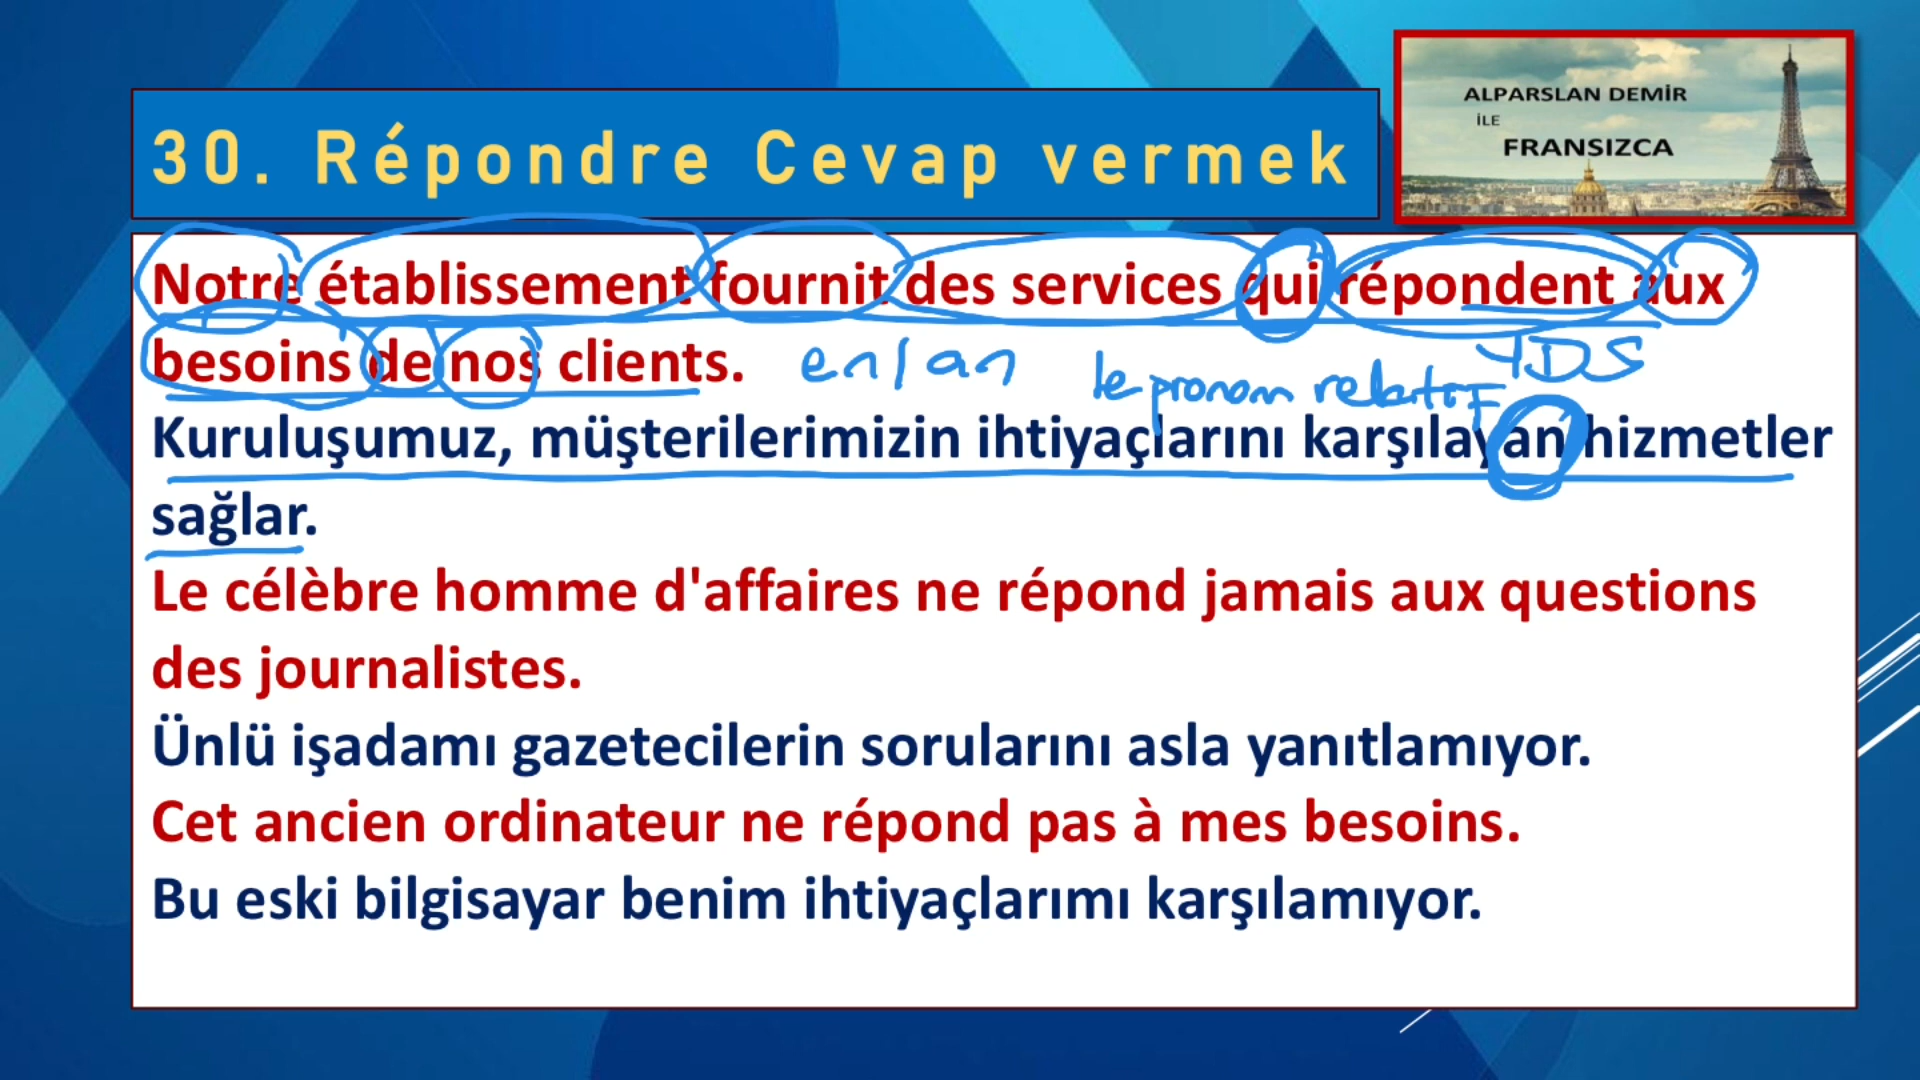 ALPARSLAN DEMİR
İLE
FRANSIZCA
30. Répondre Cevap vermek
Notre établissement fournit des services qui répondent aux
besoins de nos clients.
en/an
le pronom relatif
YDS
Kuruluşumuz, müşterilerimizin ihtiyaçlarını karşılayan hizmetler
sağlar.
Le célèbre homme d'affaires ne répond jamais aux questions
des journalistes.
Ünlü işadamı gazetecilerin sorularını asla yanıtlamıyor.
Cet ancien ordinateur ne répond pas à mes besoins.
Bu eski bilgisayar benim ihtiyaçlarımı karşılamıyor.